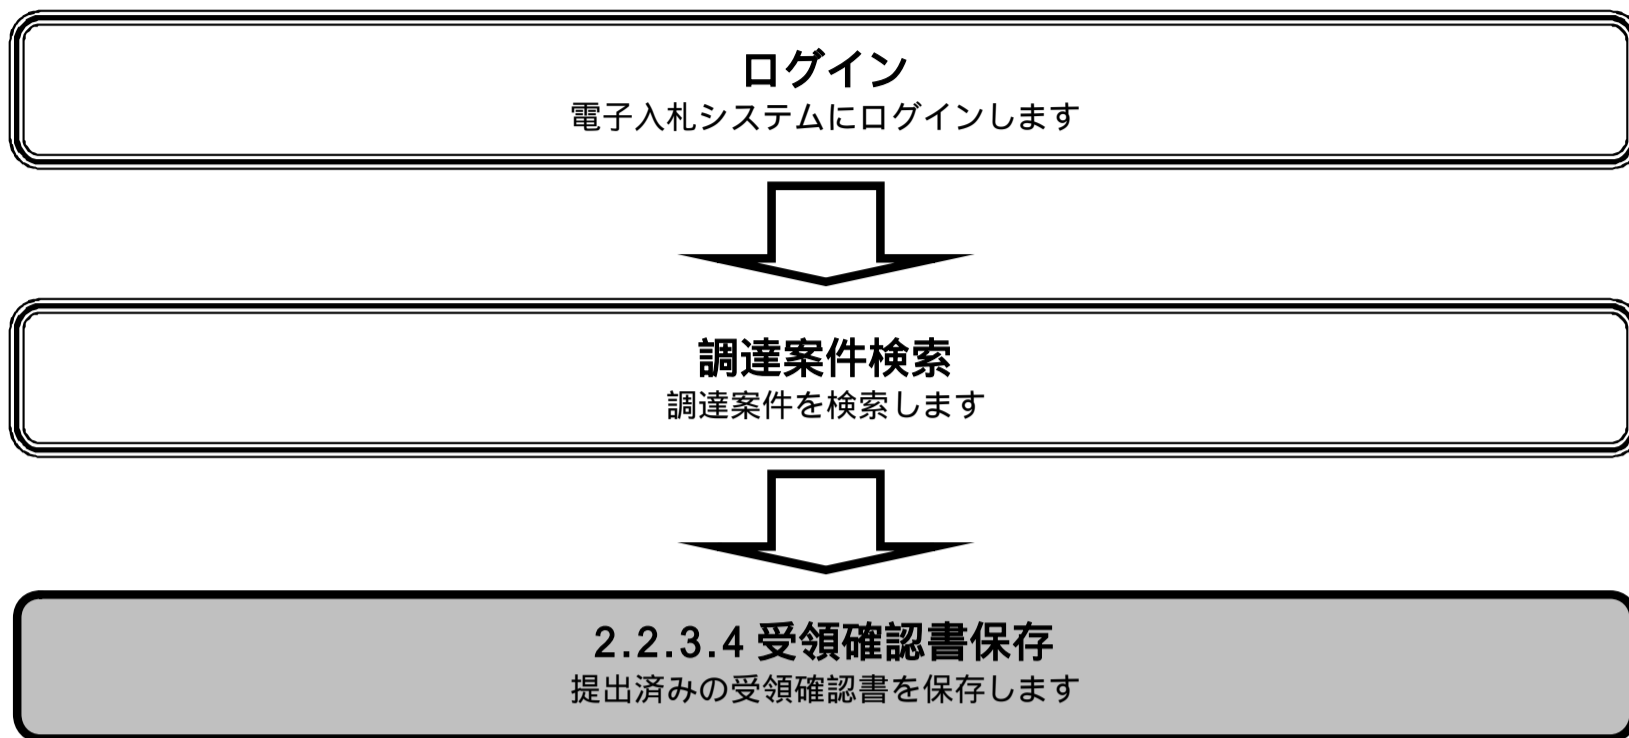 ログイン
電子入札システムにログインします
調達案件検索
調達案件を検索します
2.2.3.4 受領確認書保存
提出済みの受領確認書を保存します